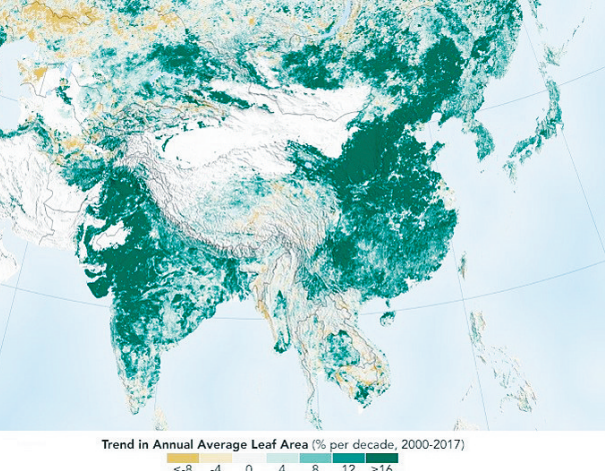 Trend in Annual Average Leaf Area (% per decade, 2000-2017)
≤-8 -4 0 4 8 12 ≥16